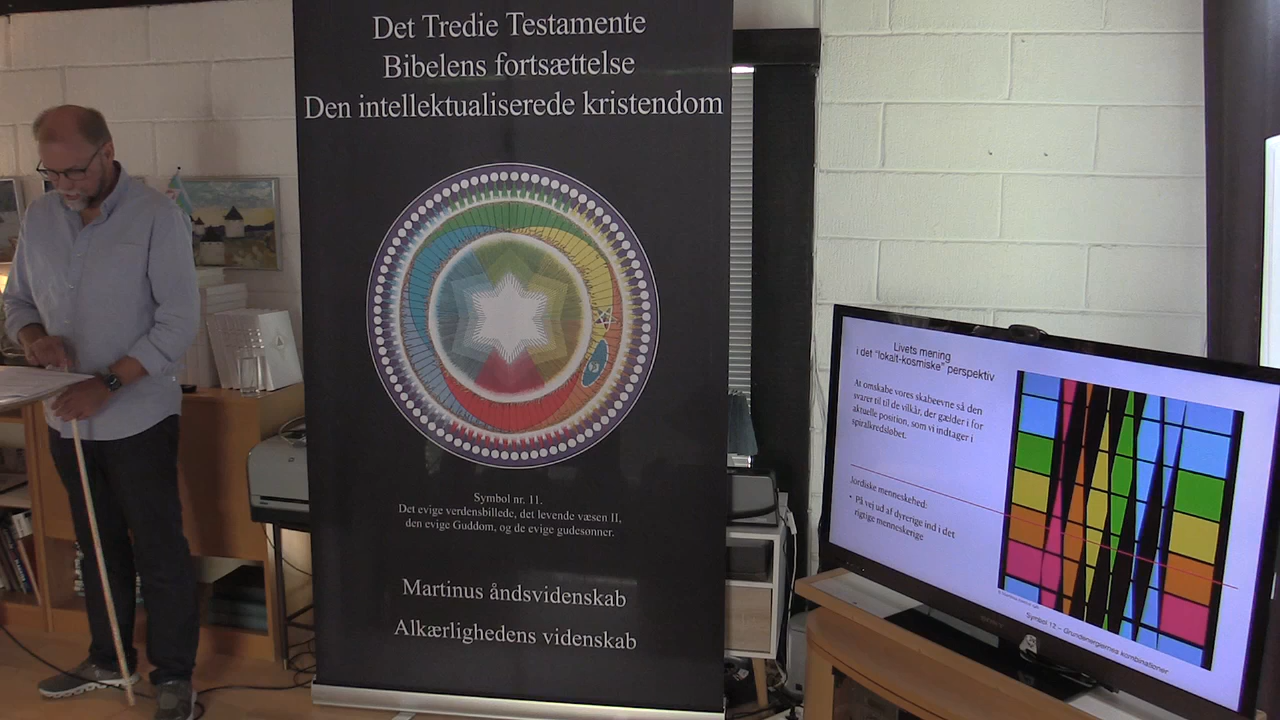 Det Tredie Testamente
Bibelens fortsættelse
Den intellektualiserede kristendom
Symbol nr. 11.
Det evige verdensbillede, det levende væsen II,
den evige Guddom, og de evige gudesønner.
Martinus åndsvidenskab
Alkærlighedens videnskab
Livets mening
i det "lokalt-kosmiske" perspektiv
At omskabe vores skabeevne så den
svarer til til de vilkår, der gælder i for
aktuelle position, som vi indtager i
spiralkredsløbet.
Jordiske menneskehed:
• På vej ud af dyrerige ind i det
rigtige menneskerige
Symbol 12 – Grundenergiernes kombinationer
SONY